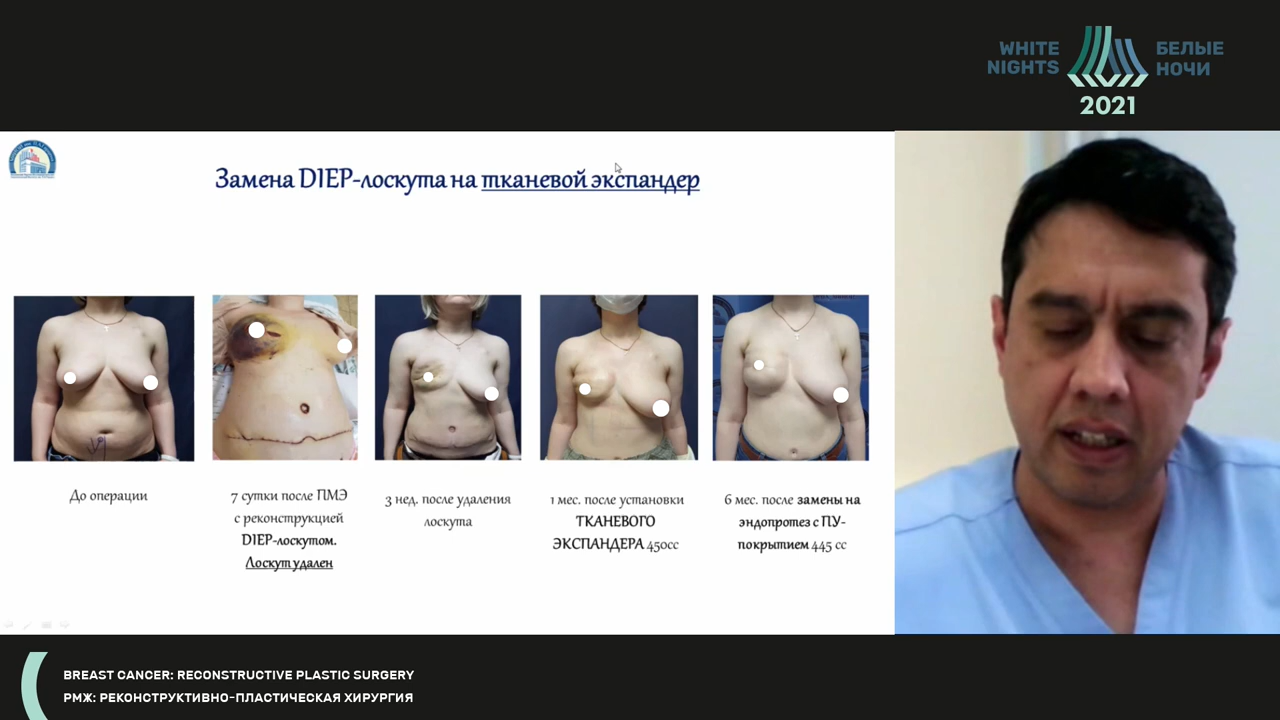 WHITE NIGHTS
БЕЛЫЕ НОЧИ
2021
Замена DIEP-лоскута на тканевой экспандер
До операции
7 сутки после ПМЭ
с реконструкцией
DIEP-лоскутом.
Лоскут удален
3 нед. после удаления
лоскута
1 мес. после установки
ТКАНЕВОГО
ЭКСПАНДЕРА 450cc
6 мес. после замены на
эндопротез с ПУ-
покрытием 445 cc
BREAST CANCER: RECONSTRUCTIVE PLASTIC SURGERY
РМЖ: РЕКОНСТРУКТИВНО-ПЛАСТИЧЕСКАЯ ХИРУРГИЯ